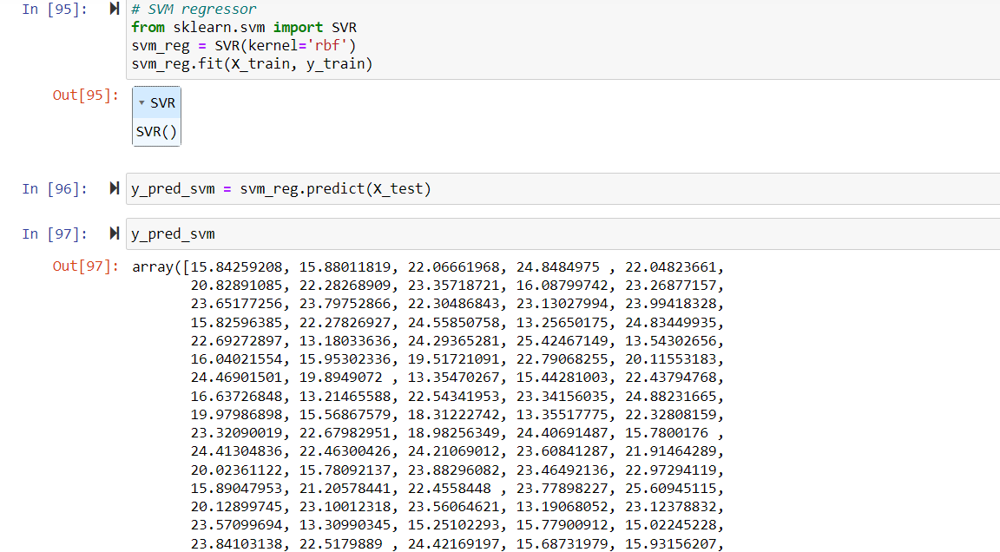 In [95]: # SVM regressor
from sklearn.svm import SVR
svm_reg = SVR(kernel='rbf')
svm_reg.fit(X_train, y_train)
Out[95]: ▾ SVR
SVR()
In [96]: y_pred_svm = svm_reg.predict(X_test)
In [97]: y_pred_svm
Out[97]: array([15.84259208, 15.88011819, 22.06661968, 24.8484975 , 22.04823661,
20.82891085, 22.28268909, 23.35718721, 16.08799742, 23.26877157,
23.65177256, 23.79752866, 22.30486843, 23.13027994, 23.99418328,
15.82596385, 22.27826927, 24.55850758, 13.25650175, 24.83449935,
22.69272897, 13.18033636, 24.29365281, 25.42467149, 13.54302656,
16.04021554, 15.95302336, 19.51721091, 22.79068255, 20.11553183,
24.46901501, 19.8949072 , 13.35470267, 15.44281003, 22.43794768,
16.63726848, 13.21465588, 22.54341953, 23.34156035, 24.88231665,
19.97986898, 15.56867579, 18.31222742, 13.35517775, 22.32808159,
23.32090019, 22.67982951, 18.98256349, 24.40691487, 15.7800176 ,
24.41304836, 22.46300426, 24.21069012, 23.60841287, 21.91464289,
20.02361122, 15.78092137, 23.88296082, 23.46492136, 22.97294119,
15.89047953, 21.20578441, 22.4558448 , 23.77898227, 25.60945115,
20.12899745, 23.10012318, 23.56064621, 13.19068052, 23.12378832,
23.57099694, 13.30990345, 15.25102293, 15.77900912, 15.02245228,
23.84103138, 22.5179889 , 24.42169197, 15.68731979, 15.93156207,